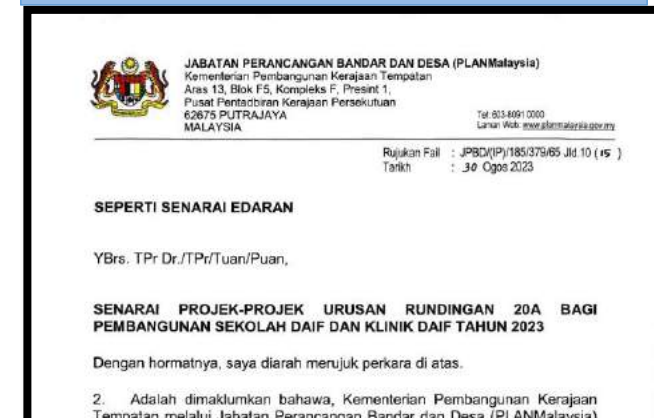 JABATAN PERANCANGAN BANDAR DAN DESA (PLANMalaysia)
Kementerian Pembangunan Kerajaan Tempatan
Aras 13, Blok F5, Kompleks F, Presint 1,
Pusat Pentadbiran Kerajaan Persekutuan
62675 PUTRAJAYA
MALAYSIA
Tel: 603-8091 0000
Laman Web: www.planmalaysia.gov.my
Rujukan Fail : JPBD/(IP)/185/379/65 Jld.10 (15)
Tarikh : 30 Ogos 2023
SEPERTI SENARAI EDARAN
YBrs. TPr Dr./TPr/Tuan/Puan,
SENARAI PROJEK-PROJEK URUSAN RUNDINGAN 20A BAGI
PEMBANGUNAN SEKOLAH DAIF DAN KLINIK DAIF TAHUN 2023
Dengan hormatnya, saya diarah merujuk perkara di atas.
2. Adalah dimaklumkan bahawa, Kementerian Pembangunan Kerajaan
Tempatan melalui Jabatan Perancangan Bandar dan Desa (PLANMalaysia)